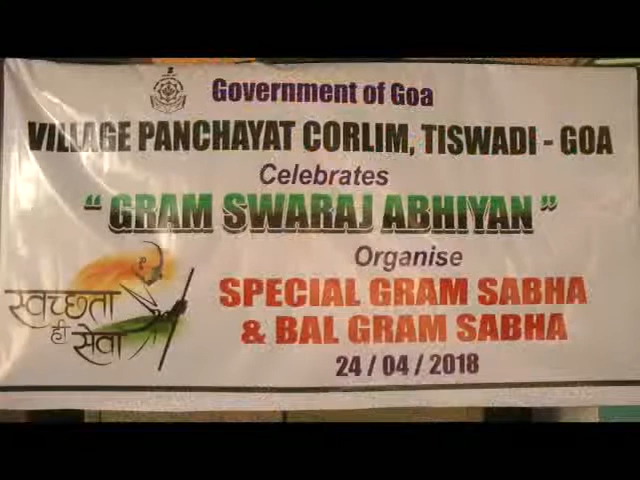 Government of Goa
VILLAGE PANCHAYAT CORLIM, TISWADI - GOA
Celebrates
“ GRAM SWARAJ ABHIYAN ”
Organise
SPECIAL GRAM SABHA
& BAL GRAM SABHA
24 / 04 / 2018
स्वच्छता
ही
सेवा